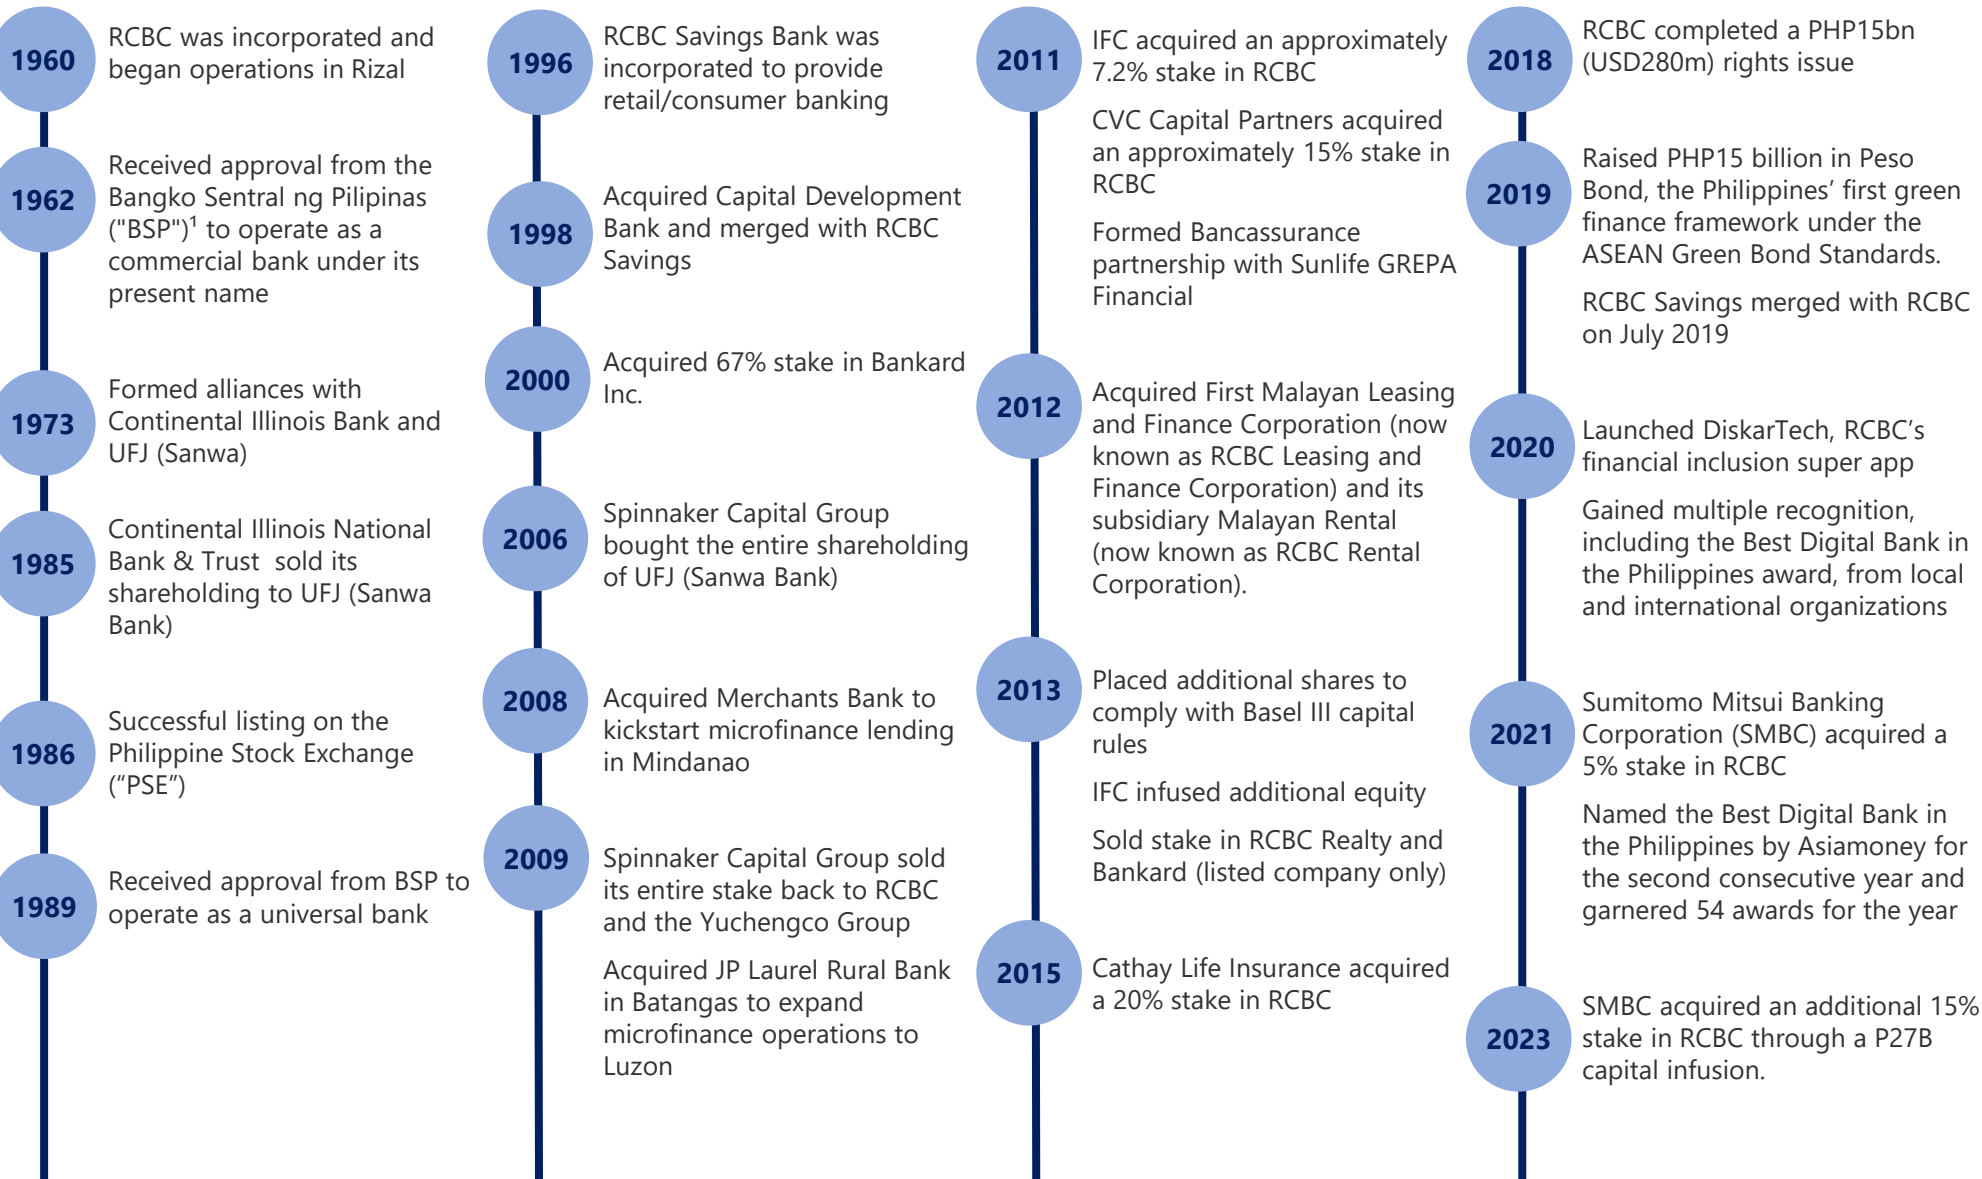 1960
RCBC was incorporated and
began operations in Rizal
1962
Received approval from the
Bangko Sentral ng Pilipinas
("BSP")¹ to operate as a
commercial bank under its
present name
1973
Formed alliances with
Continental Illinois Bank and
UFJ (Sanwa)
1985
Continental Illinois National
Bank & Trust  sold its
shareholding to UFJ (Sanwa
Bank)
1986
Successful listing on the
Philippine Stock Exchange
(“PSE”)
1989
Received approval from BSP to
operate as a universal bank
1996
RCBC Savings Bank was
incorporated to provide
retail/consumer banking
1998
Acquired Capital Development
Bank and merged with RCBC
Savings
2000
Acquired 67% stake in Bankard
Inc.
2006
Spinnaker Capital Group
bought the entire shareholding
of UFJ (Sanwa Bank)
2008
Acquired Merchants Bank to
kickstart microfinance lending
in Mindanao
2009
Spinnaker Capital Group sold
its entire stake back to RCBC
and the Yuchengco Group
Acquired JP Laurel Rural Bank
in Batangas to expand
microfinance operations to
Luzon
2011
IFC acquired an approximately
7.2% stake in RCBC
CVC Capital Partners acquired
an approximately 15% stake in
RCBC
Formed Bancassurance
partnership with Sunlife GREPA
Financial
2012
Acquired First Malayan Leasing
and Finance Corporation (now
known as RCBC Leasing and
Finance Corporation) and its
subsidiary Malayan Rental
(now known as RCBC Rental
Corporation).
2013
Placed additional shares to
comply with Basel III capital
rules
IFC infused additional equity
Sold stake in RCBC Realty and
Bankard (listed company only)
2015
Cathay Life Insurance acquired
a 20% stake in RCBC
2018
RCBC completed a PHP15bn
(USD280m) rights issue
2019
Raised PHP15 billion in Peso
Bond, the Philippines’ first green
finance framework under the
ASEAN Green Bond Standards.
RCBC Savings merged with RCBC
on July 2019
2020
Launched DiskarTech, RCBC’s
financial inclusion super app
Gained multiple recognition,
including the Best Digital Bank in
the Philippines award, from local
and international organizations
2021
Sumitomo Mitsui Banking
Corporation (SMBC) acquired a
5% stake in RCBC
Named the Best Digital Bank in
the Philippines by Asiamoney for
the second consecutive year and
garnered 54 awards for the year
2023
SMBC acquired an additional 15%
stake in RCBC through a P27B
capital infusion.